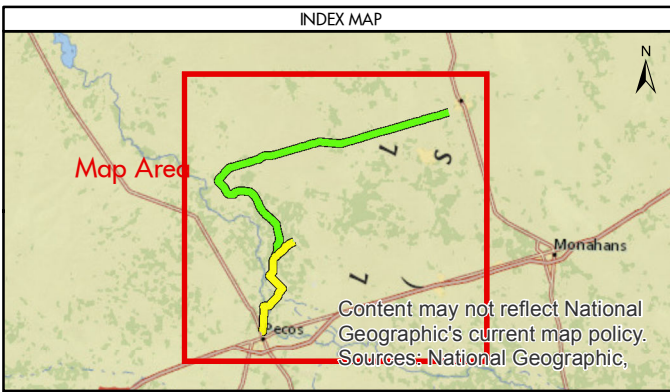 INDEX MAP
N
Map Area
S
L
L
Monahans
Pecos
Content may not reflect National
Geographic's current map policy.
Sources: National Geographic,